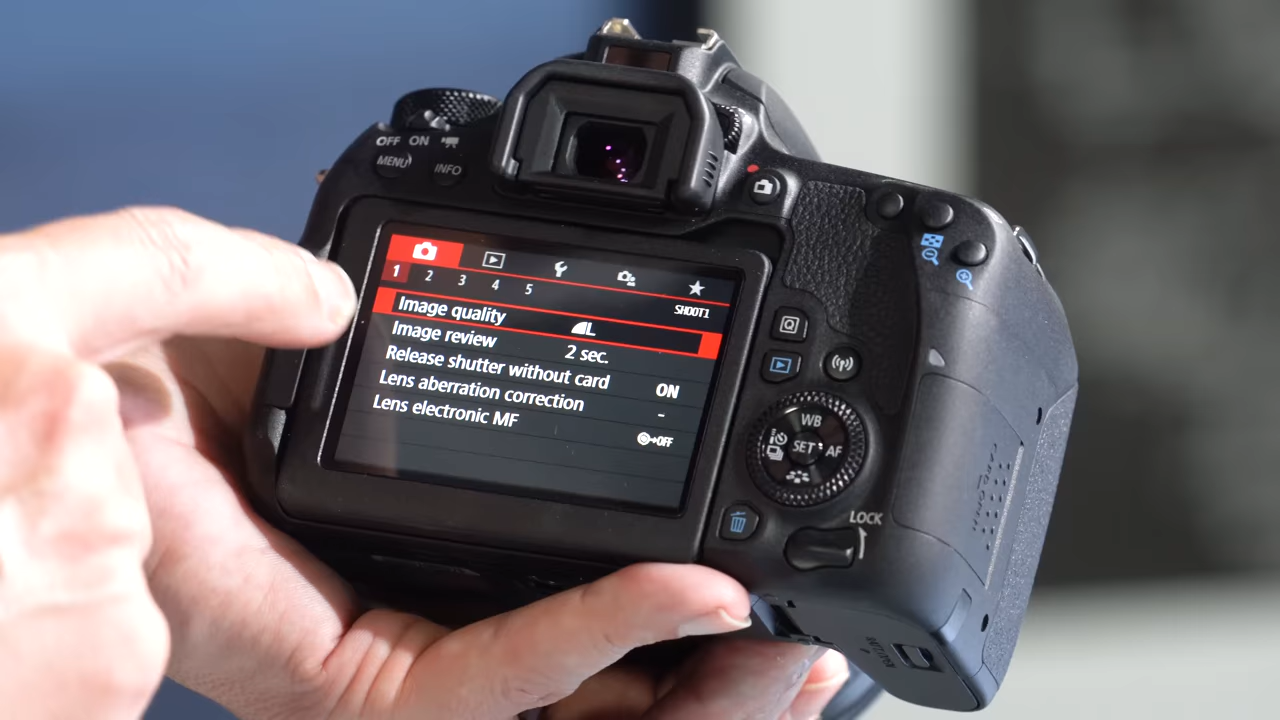 OFF ON
MENU INFO
1 2 3 4 5
SHOOT1
Image quality L
Image review 2 sec.
Release shutter without card ON
Lens aberration correction -
Lens electronic MF OFF
Q
WB
SET AF
LOCK